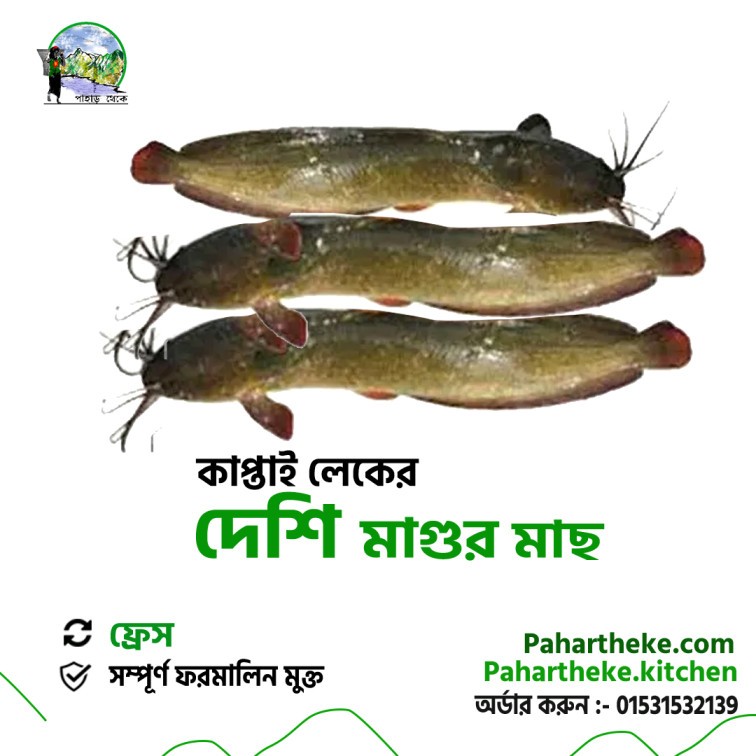 পাহাড় থেকে
কাপ্তাই লেকের
দেশি মাগুর মাছ
ফ্রেস
সম্পূর্ণ ফরমালিন মুক্ত
Pahartheke.com
Pahartheke.kitchen
অর্ডার করুন :- 01531532139